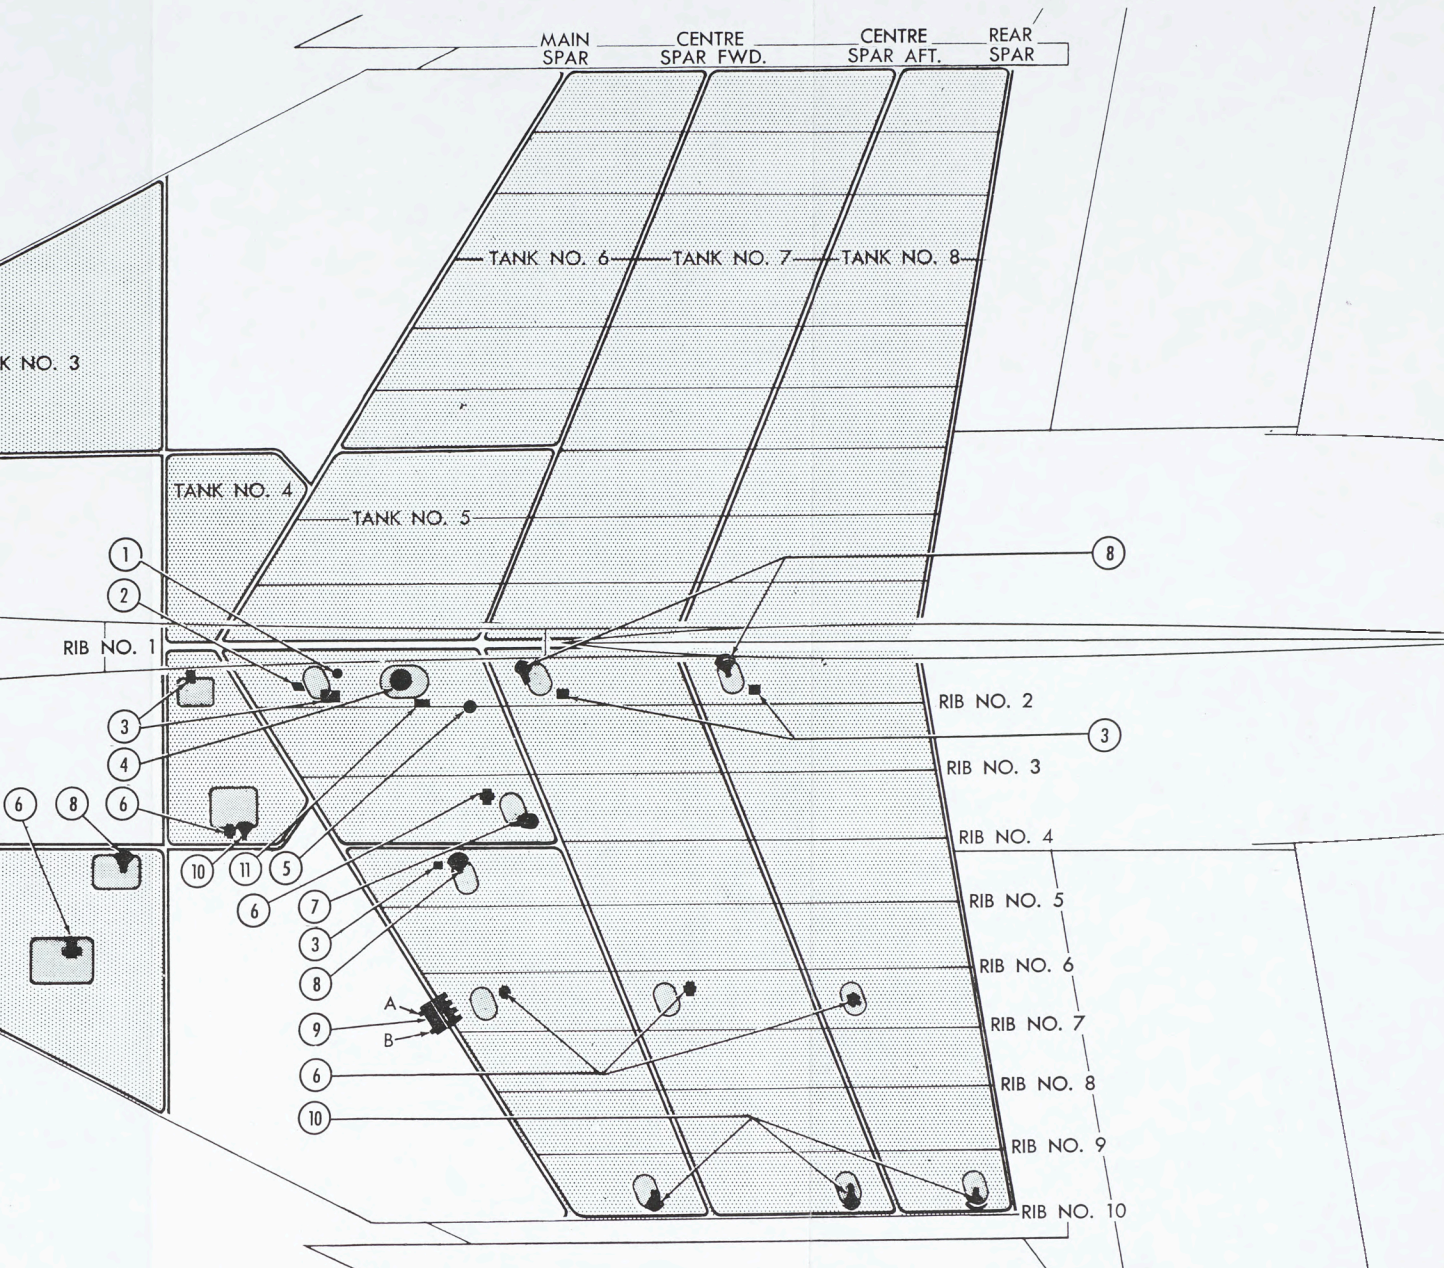 MAIN SPAR
CENTRE SPAR FWD.
CENTRE SPAR AFT.
REAR SPAR
TANK NO. 6
TANK NO. 7
TANK NO. 8
K NO. 3
TANK NO. 4
TANK NO. 5
1
8
2
RIB NO. 1
RIB NO. 2
3
3
4
RIB NO. 3
6
8
6
RIB NO. 4
10
11
5
6
7
RIB NO. 5
3
RIB NO. 6
8
A
9
B
RIB NO. 7
6
RIB NO. 8
10
RIB NO. 9
RIB NO. 10